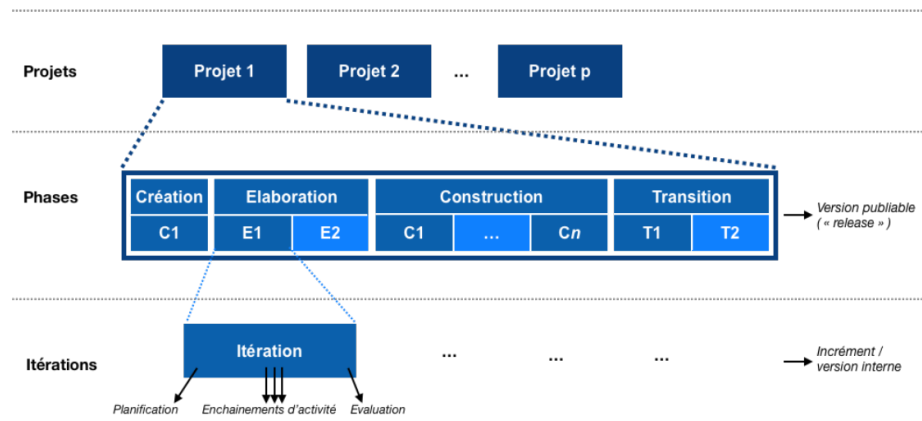 Projets
Projet 1
Projet 2
...
Projet p
Phases
Création
Elaboration
Construction
Transition
C1
E1
E2
C1
...
Cn
T1
T2
Version publiable
(« release »)
Itérations
Itération
...
...
...
Incrément /
version interne
Planification
Enchainements d'activité
Evaluation